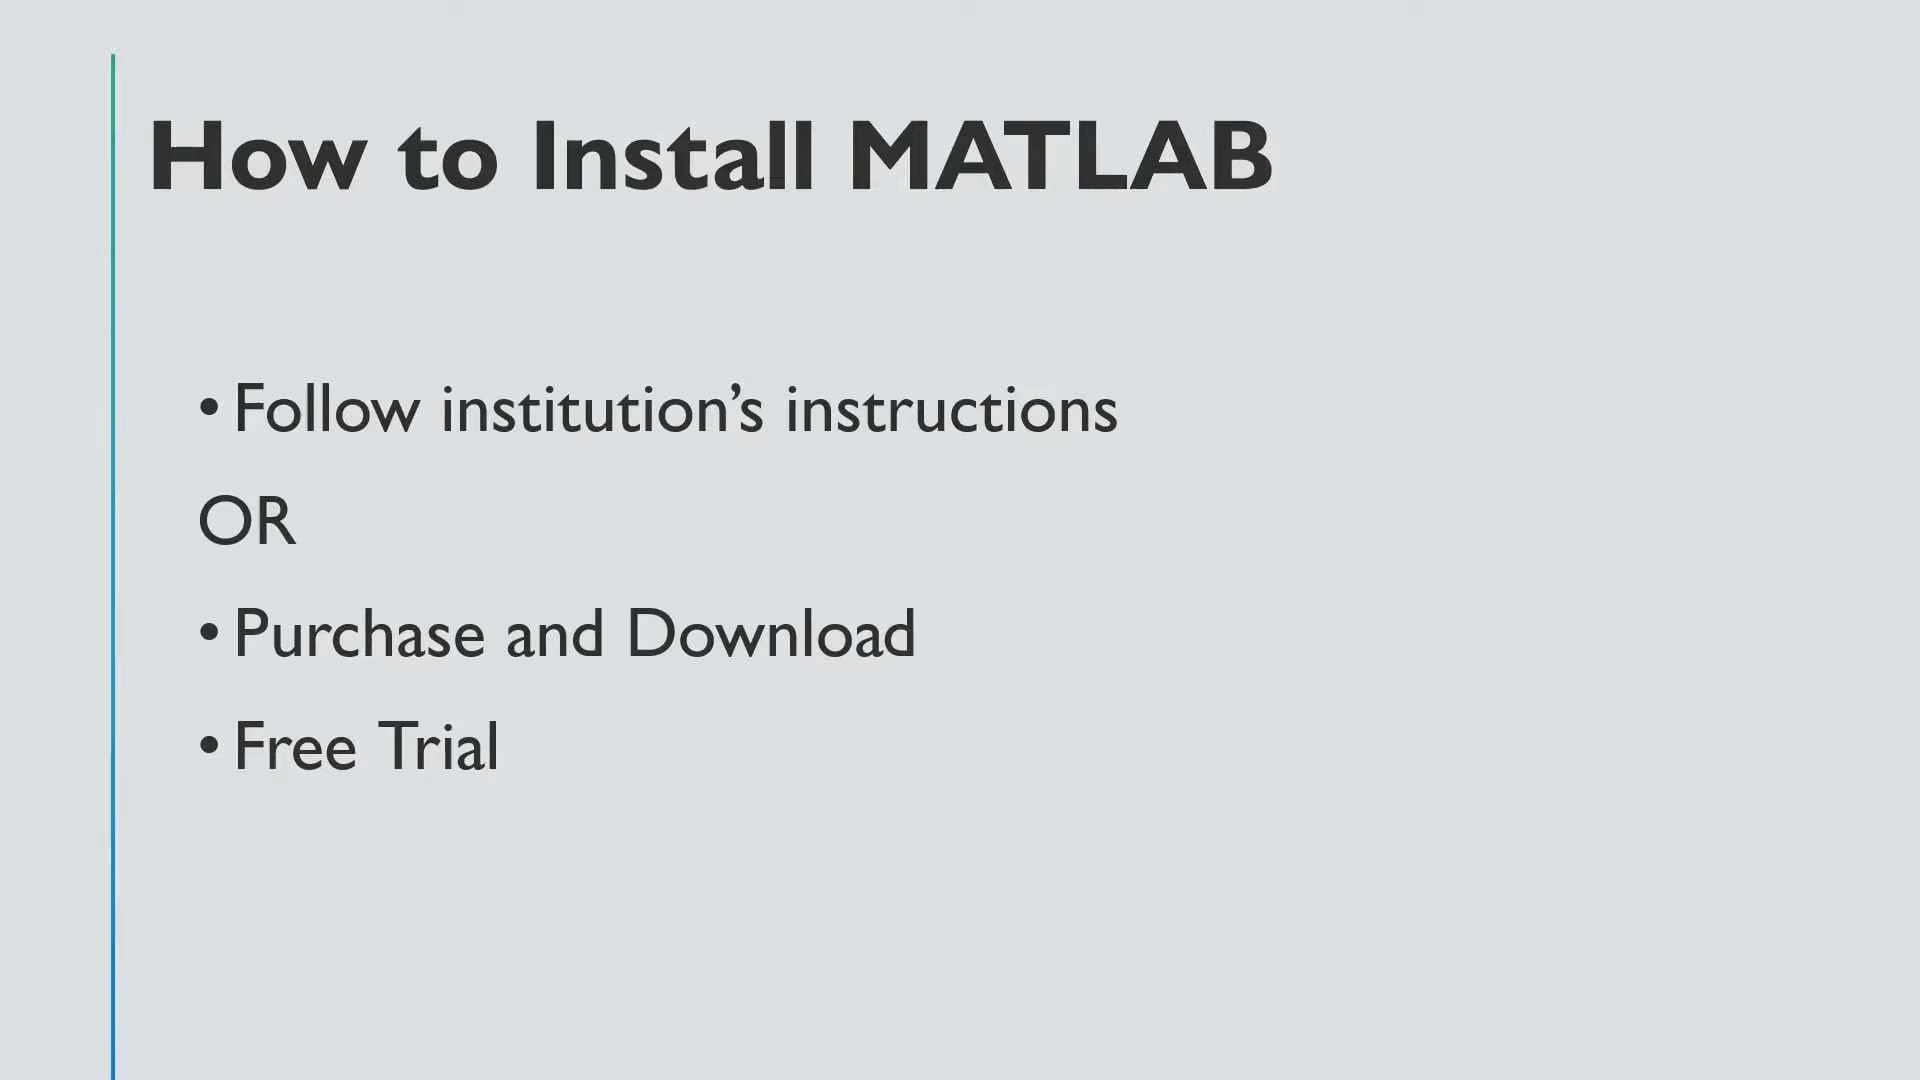 How to Install MATLAB
• Follow institution’s instructions
OR
• Purchase and Download
• Free Trial